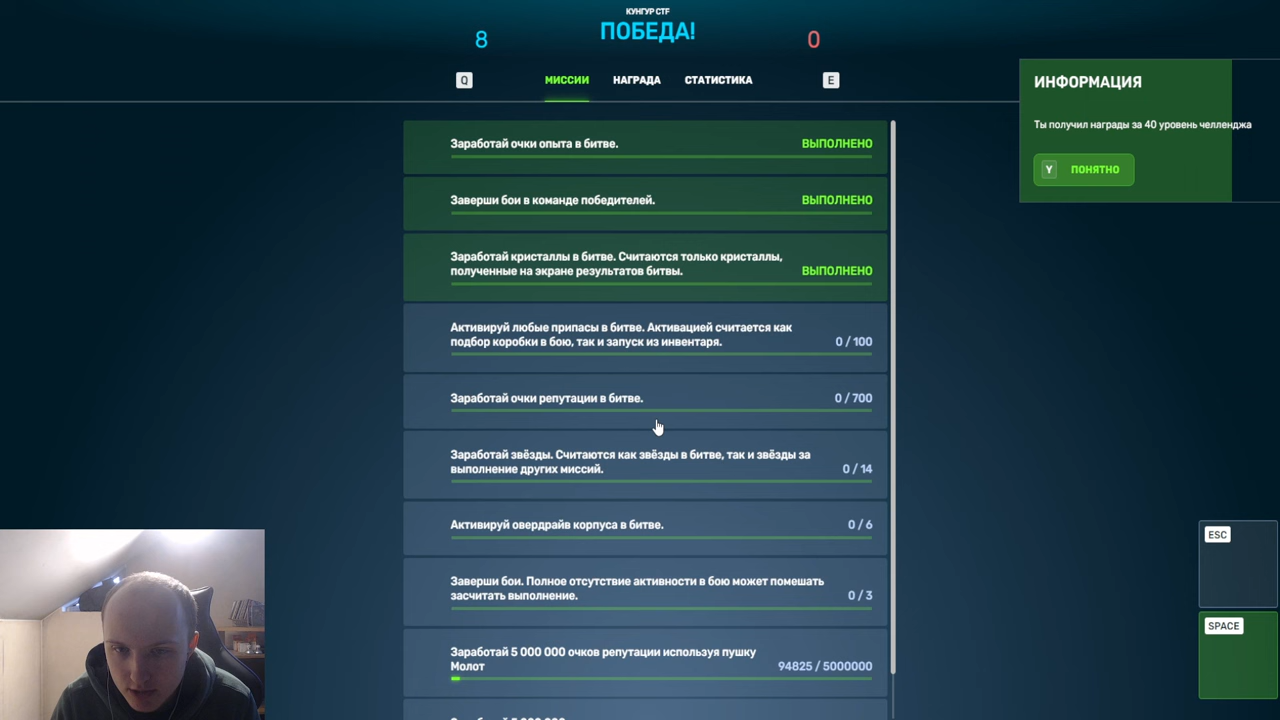 КУНГУР CTF
8
ПОБЕДА!
0
Q
МИССИИ
НАГРАДА
СТАТИСТИКА
E
ИНФОРМАЦИЯ
Ты получил награды за 40 уровень челленджа
Y
ПОНЯТНО
Заработай очки опыта в битве.
ВЫПОЛНЕНО
Заверши бои в команде победителей.
ВЫПОЛНЕНО
Заработай кристаллы в битве. Считаются только кристаллы,
полученные на экране результатов битвы.
ВЫПОЛНЕНО
Активируй любые припасы в битве. Активацией считается как
подбор коробки в бою, так и запуск из инвентаря.
0 / 100
Заработай очки репутации в битве.
0 / 700
Заработай звёзды. Считаются как звёзды в битве, так и звёзды за
выполнение других миссий.
0 / 14
Активируй овердрайв корпуса в битве.
0 / 6
Заверши бои. Полное отсутствие активности в бою может помешать
засчитать выполнение.
0 / 3
Заработай 5 000 000 очков репутации используя пушку
Молот
94825 / 5000000
ESC
SPACE